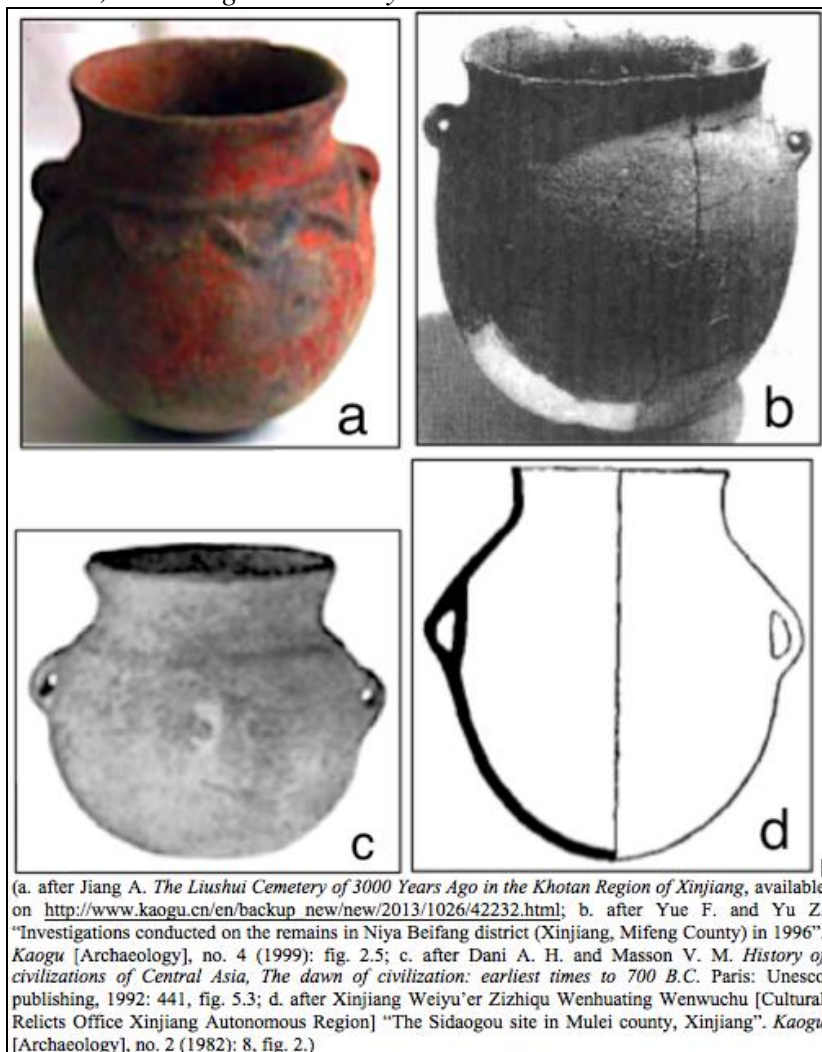 a
b
c
d
(a. after Jiang A. The Liushui Cemetery of 3000 Years Ago in the Khotan Region of Xinjiang, available
on http://www.kaogu.cn/en/backup_new/new/2013/1026/42232.html; b. after Yue F. and Yu Z.
“Investigations conducted on the remains in Niya Beifang district (Xinjiang, Mifeng County) in 1996”.
Kaogu [Archaeology], no. 4 (1999): fig. 2.5; c. after Dani A. H. and Masson V. M. History of
civilizations of Central Asia, The dawn of civilization: earliest times to 700 B.C. Paris: Unesco
publishing, 1992: 441, fig. 5.3; d. after Xinjiang Weiyu’er Zizhiqu Wenhuating Wenwuchu [Cultural
Relicts Office Xinjiang Autonomous Region] “The Sidaogou site in Mulei county, Xinjiang”. Kaogu
[Archaeology], no. 2 (1982): 8, fig. 2.)